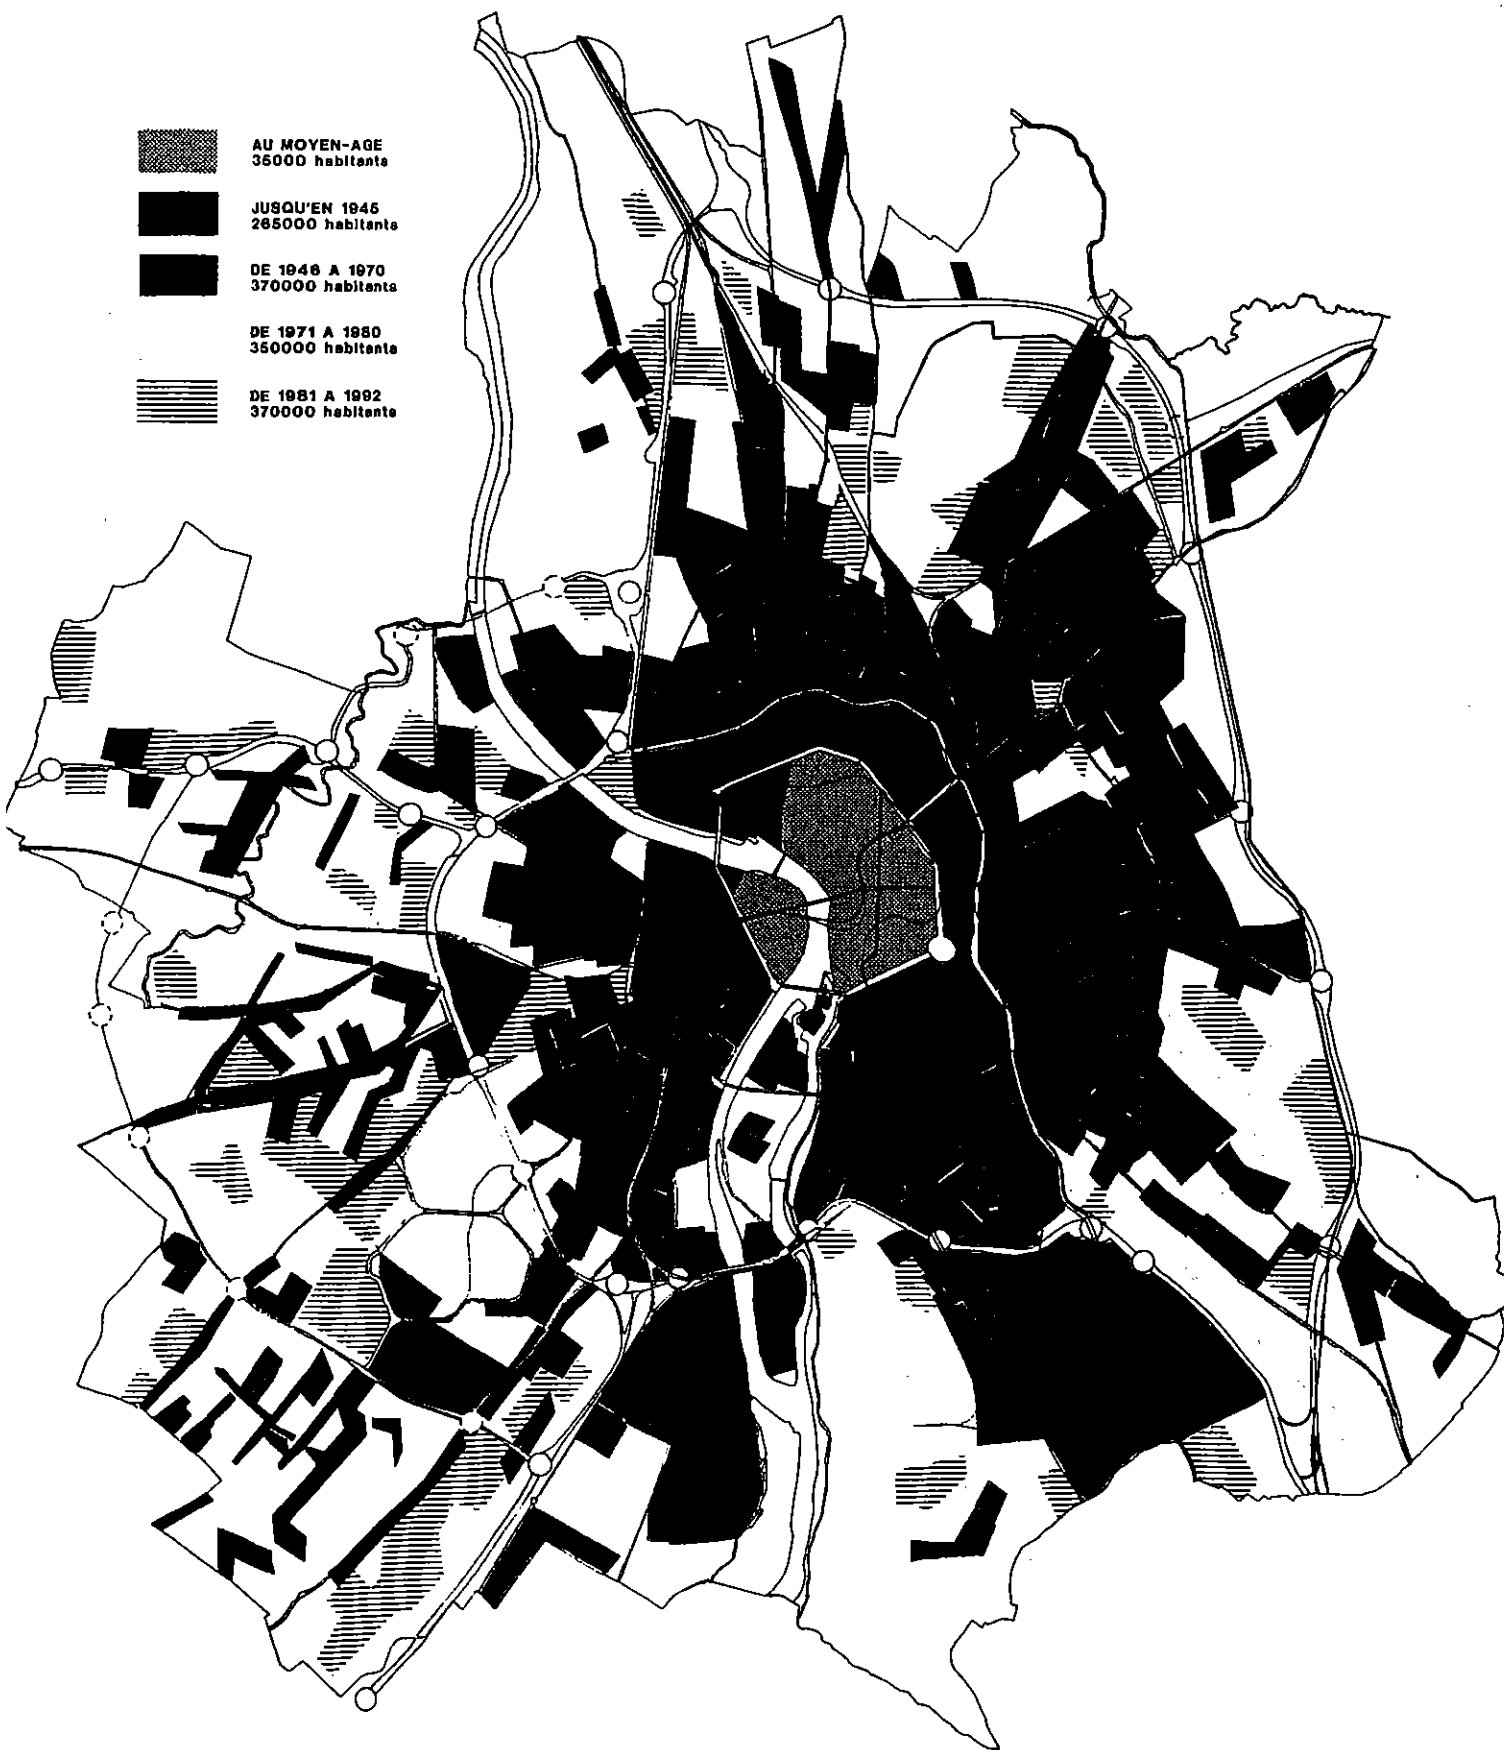 AU MOYEN-AGE
35000 habitants
JUSQU'EN 1945
265000 habitants
DE 1946 A 1970
370000 habitants
DE 1971 A 1980
350000 habitants
DE 1981 A 1992
370000 habitants